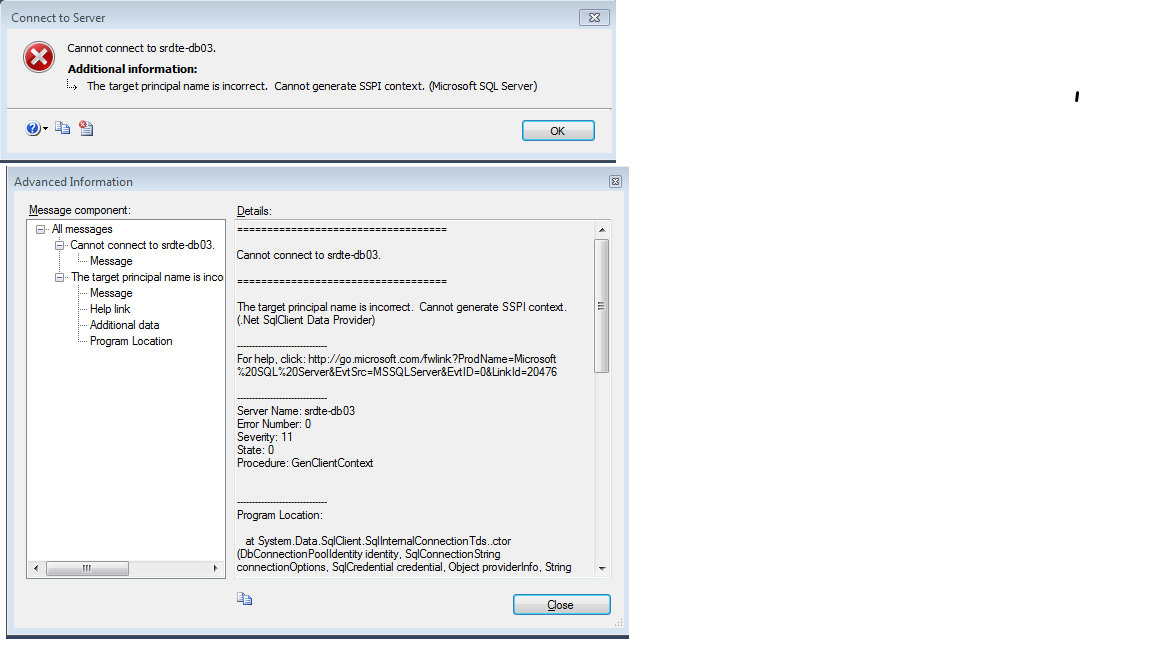 Connect to Server
Cannot connect to srdte-db03.
Additional information:
The target principal name is incorrect.  Cannot generate SSPI context. (Microsoft SQL Server)
OK
Advanced Information
Message component:
All messages
Cannot connect to srdte-db03.
Message
The target principal name is inco
Message
Help link
Additional data
Program Location
Details:
===================================
Cannot connect to srdte-db03.
===================================
The target principal name is incorrect.  Cannot generate SSPI context.
(.Net SqlClient Data Provider)
------------------------------
For help, click: http://go.microsoft.com/fwlink?ProdName=Microsoft
%20SQL%20Server&EvtSrc=MSSQLServer&EvtID=0&LinkId=20476
------------------------------
Server Name: srdte-db03
Error Number: 0
Severity: 11
State: 0
Procedure: GenClientContext
------------------------------
Program Location:
at System.Data.SqlClient.SqlInternalConnectionTds..ctor
(DbConnectionPoolIdentity identity, SqlConnectionString
connectionOptions, SqlCredential credential, Object providerInfo, String
Close